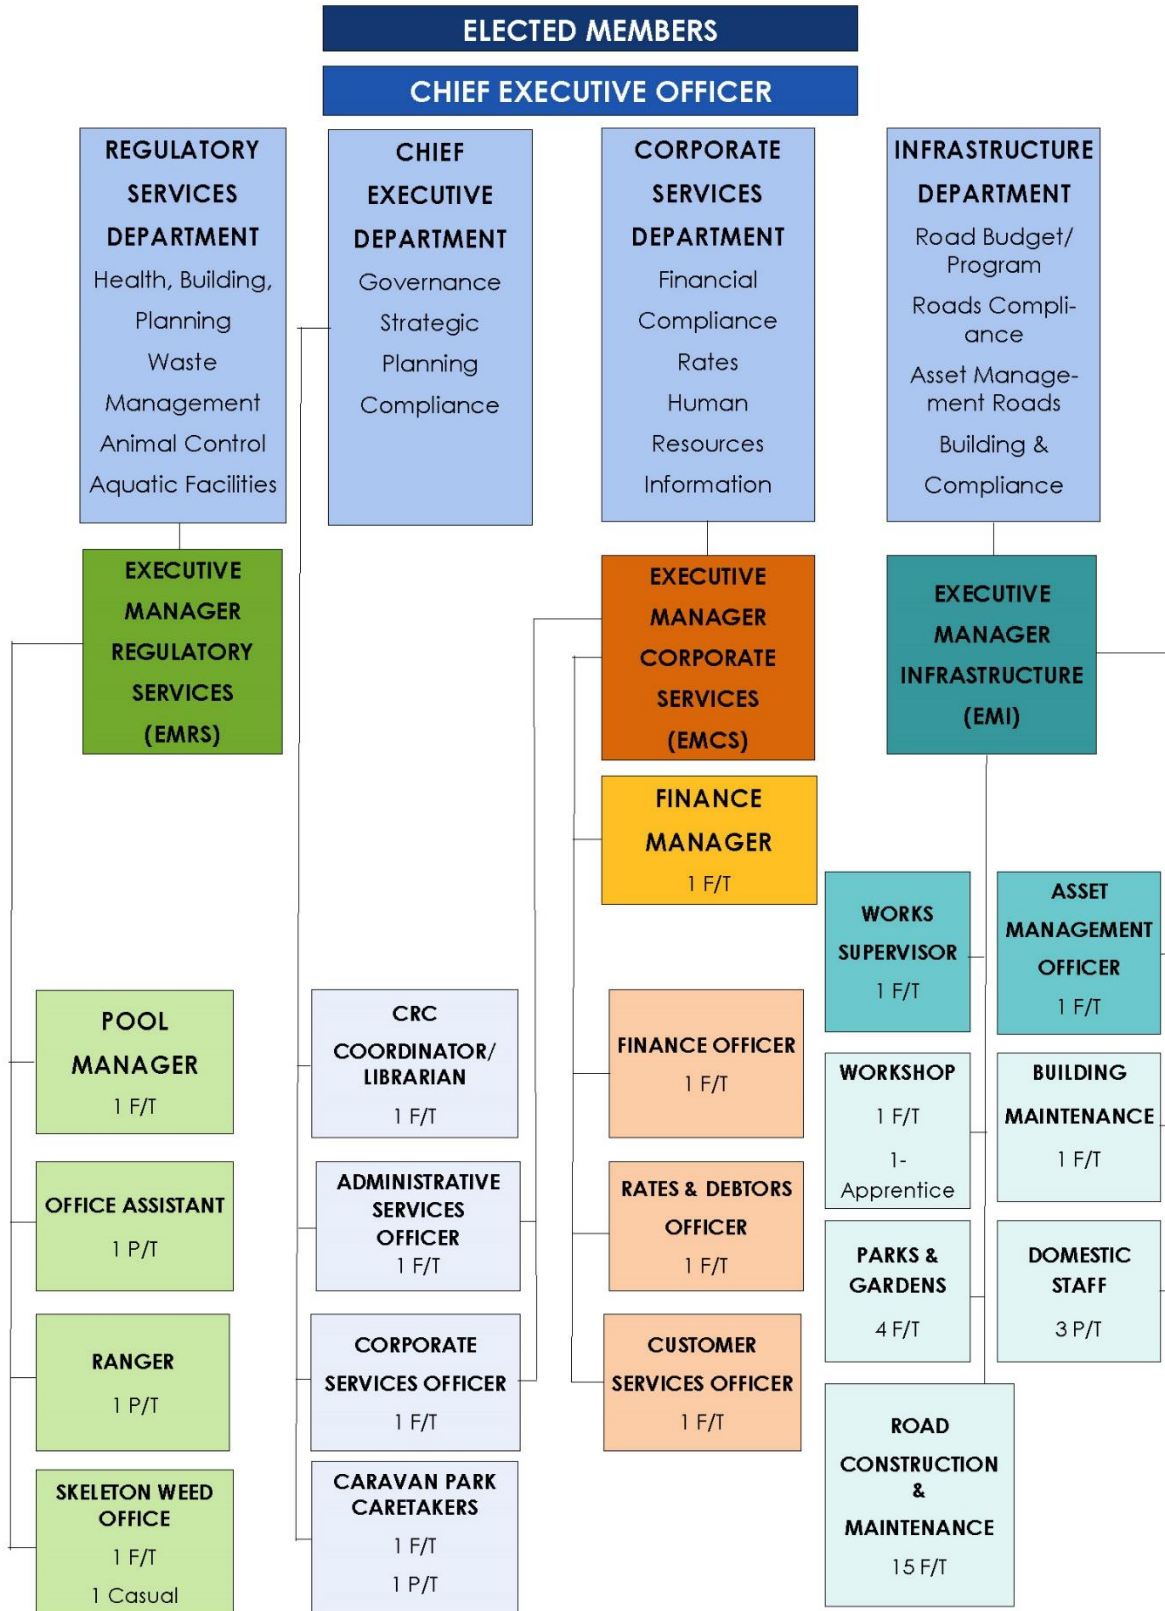 ELECTED MEMBERS
CHIEF EXECUTIVE OFFICER
REGULATORY
SERVICES
DEPARTMENT
Health, Building,
Planning
Waste
Management
Animal Control
Aquatic Facilities
CHIEF
EXECUTIVE
DEPARTMENT
Governance
Strategic
Planning
Compliance
CORPORATE
SERVICES
DEPARTMENT
Financial
Compliance
Rates
Human
Resources
Information
INFRASTRUCTURE
DEPARTMENT
Road Budget/
Program
Roads Compli-
ance
Asset Manage-
ment Roads
Building &
Compliance
EXECUTIVE
MANAGER
REGULATORY
SERVICES
(EMRS)
EXECUTIVE
MANAGER
CORPORATE
SERVICES
(EMCS)
EXECUTIVE
MANAGER
INFRASTRUCTURE
(EMI)
FINANCE
MANAGER
1 F/T
WORKS
SUPERVISOR
1 F/T
ASSET
MANAGEMENT
OFFICER
1 F/T
POOL
MANAGER
1 F/T
CRC
COORDINATOR/
LIBRARIAN
1 F/T
FINANCE OFFICER
1 F/T
WORKSHOP
1 F/T
1-
Apprentice
BUILDING
MAINTENANCE
1 F/T
OFFICE ASSISTANT
1 P/T
ADMINISTRATIVE
SERVICES
OFFICER
1 F/T
RATES & DEBTORS
OFFICER
1 F/T
PARKS &
GARDENS
4 F/T
DOMESTIC
STAFF
3 P/T
RANGER
1 P/T
CORPORATE
SERVICES OFFICER
1 F/T
CUSTOMER
SERVICES OFFICER
1 F/T
ROAD
CONSTRUCTION
&
MAINTENANCE
15 F/T
SKELETON WEED
OFFICE
1 F/T
1 Casual
CARAVAN PARK
CARETAKERS
1 F/T
1 P/T